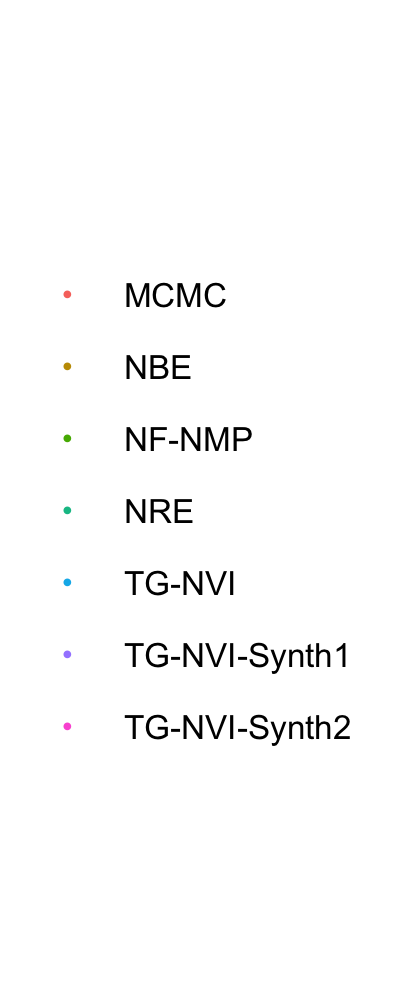 MCMC
NBE
NF-NMP
NRE
TG-NVI
TG-NVI-Synth1
TG-NVI-Synth2